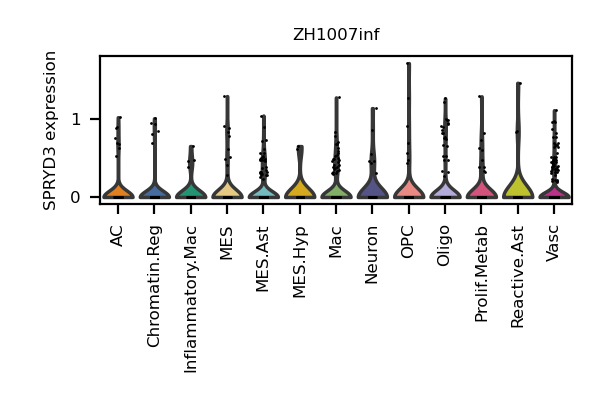 ZH1007inf
SPRYD3 expression
1
0
AC
Chromatin.Reg
Inflammatory.Mac
MES
MES.Ast
MES.Hyp
Mac
Neuron
OPC
Oligo
Prolif.Metab
Reactive.Ast
Vasc